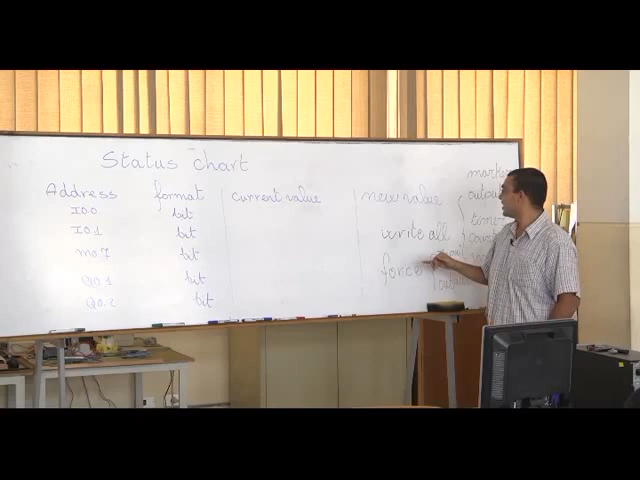 Status chart
Address format current value new value
I0.0 bit
I0.1 bit
M0.7 bit
Q0.1 bit
Q0.2 bit
write all
force